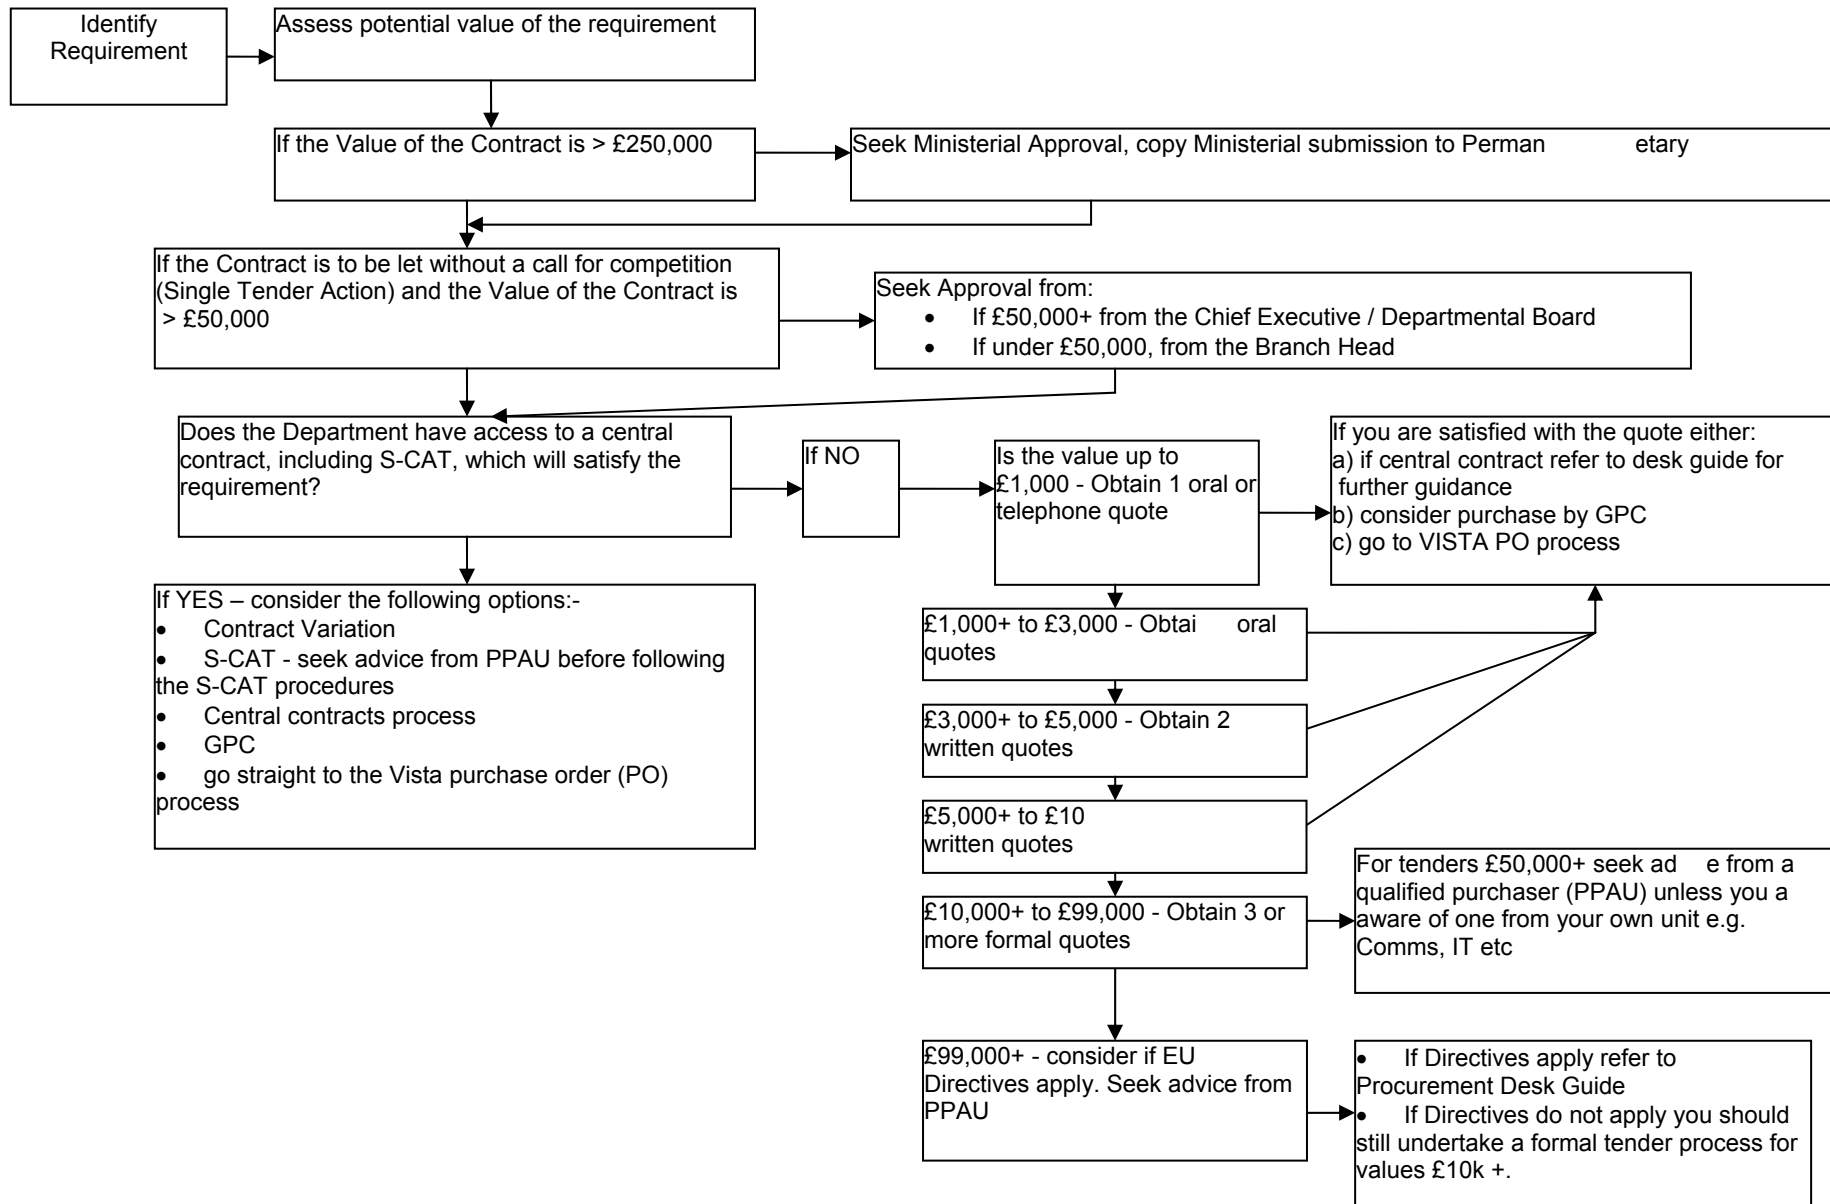 Identify
Requirement
Assess potential value of the requirement
If the Value of the Contract is > £250,000
Seek Ministerial Approval, copy Ministerial submission to Perman etary
If the Contract is to be let without a call for competition
(Single Tender Action) and the Value of the Contract is
> £50,000
Seek Approval from:
• If £50,000+ from the Chief Executive / Departmental Board
• If under £50,000, from the Branch Head
Does the Department have access to a central
contract, including S-CAT, which will satisfy the
requirement?
If NO
Is the value up to
£1,000 - Obtain 1 oral or
telephone quote
If you are satisfied with the quote either:
a) if central contract refer to desk guide for
further guidance
b) consider purchase by GPC
c) go to VISTA PO process
If YES – consider the following options:-
• Contract Variation
• S-CAT - seek advice from PPAU before following
the S-CAT procedures
• Central contracts process
• GPC
• go straight to the Vista purchase order (PO)
process
£1,000+ to £3,000 - Obtai oral
quotes
£3,000+ to £5,000 - Obtain 2
written quotes
£5,000+ to £10
written quotes
£10,000+ to £99,000 - Obtain 3 or
more formal quotes
For tenders £50,000+ seek ad e from a
qualified purchaser (PPAU) unless you a
aware of one from your own unit e.g.
Comms, IT etc
£99,000+ - consider if EU
Directives apply. Seek advice from
PPAU
• If Directives apply refer to
Procurement Desk Guide
• If Directives do not apply you should
still undertake a formal tender process for
values £10k +.